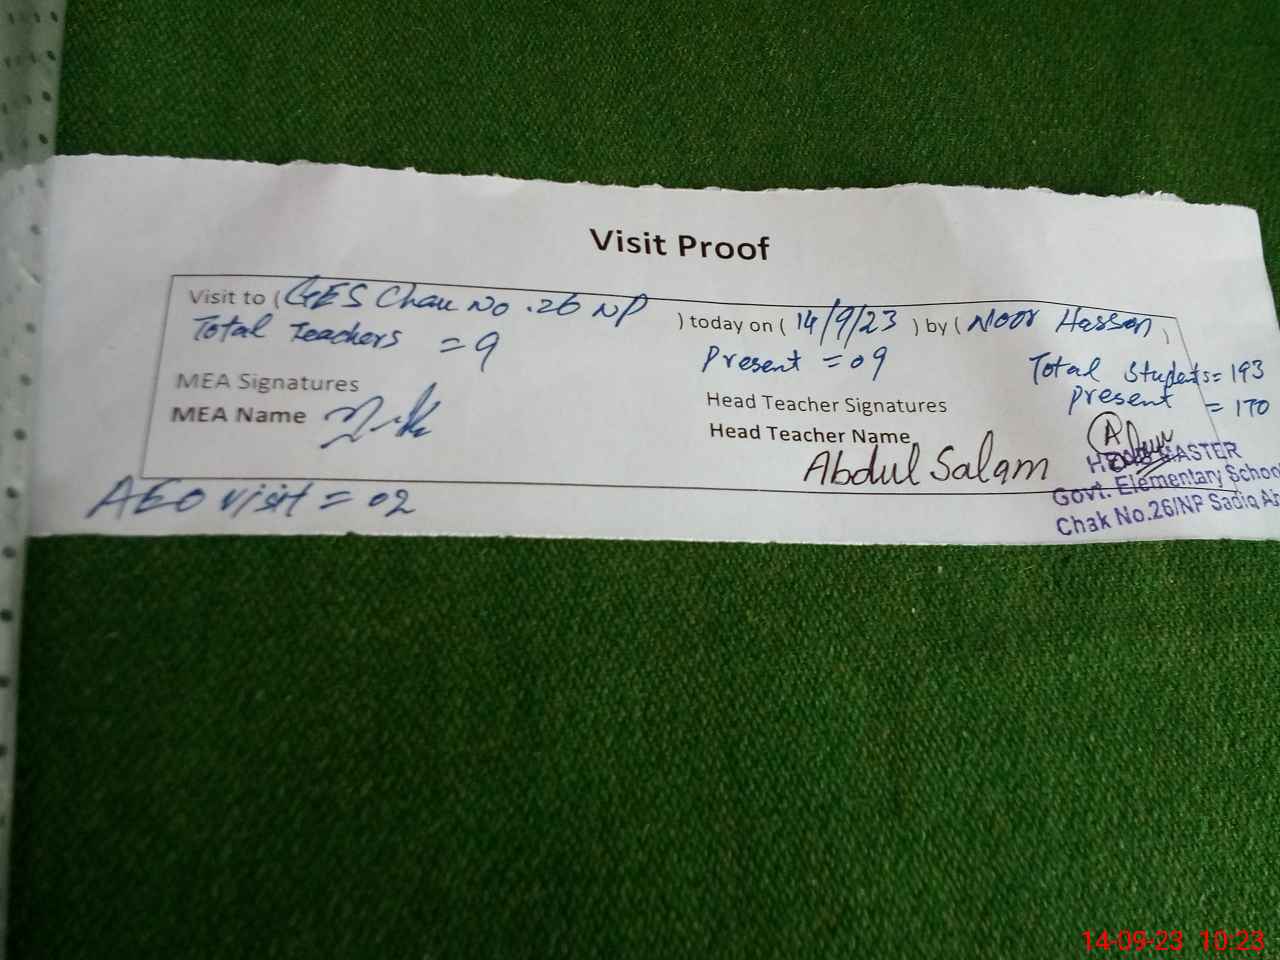 Visit Proof
Visit to ( GES Chak No .26 NP ) today on ( 14/9/23 ) by ( Noor Hassan )
Total Teachers = 9 Present = 09 Total Students = 193
present = 170
MEA Signatures Head Teacher Signatures
MEA Name Head Teacher Name
Abdul Salam
HEAD MASTER
Govt. Elementary School
Chak No.26/NP Sadiq
AEO visit = 02
14-09-23 10:23